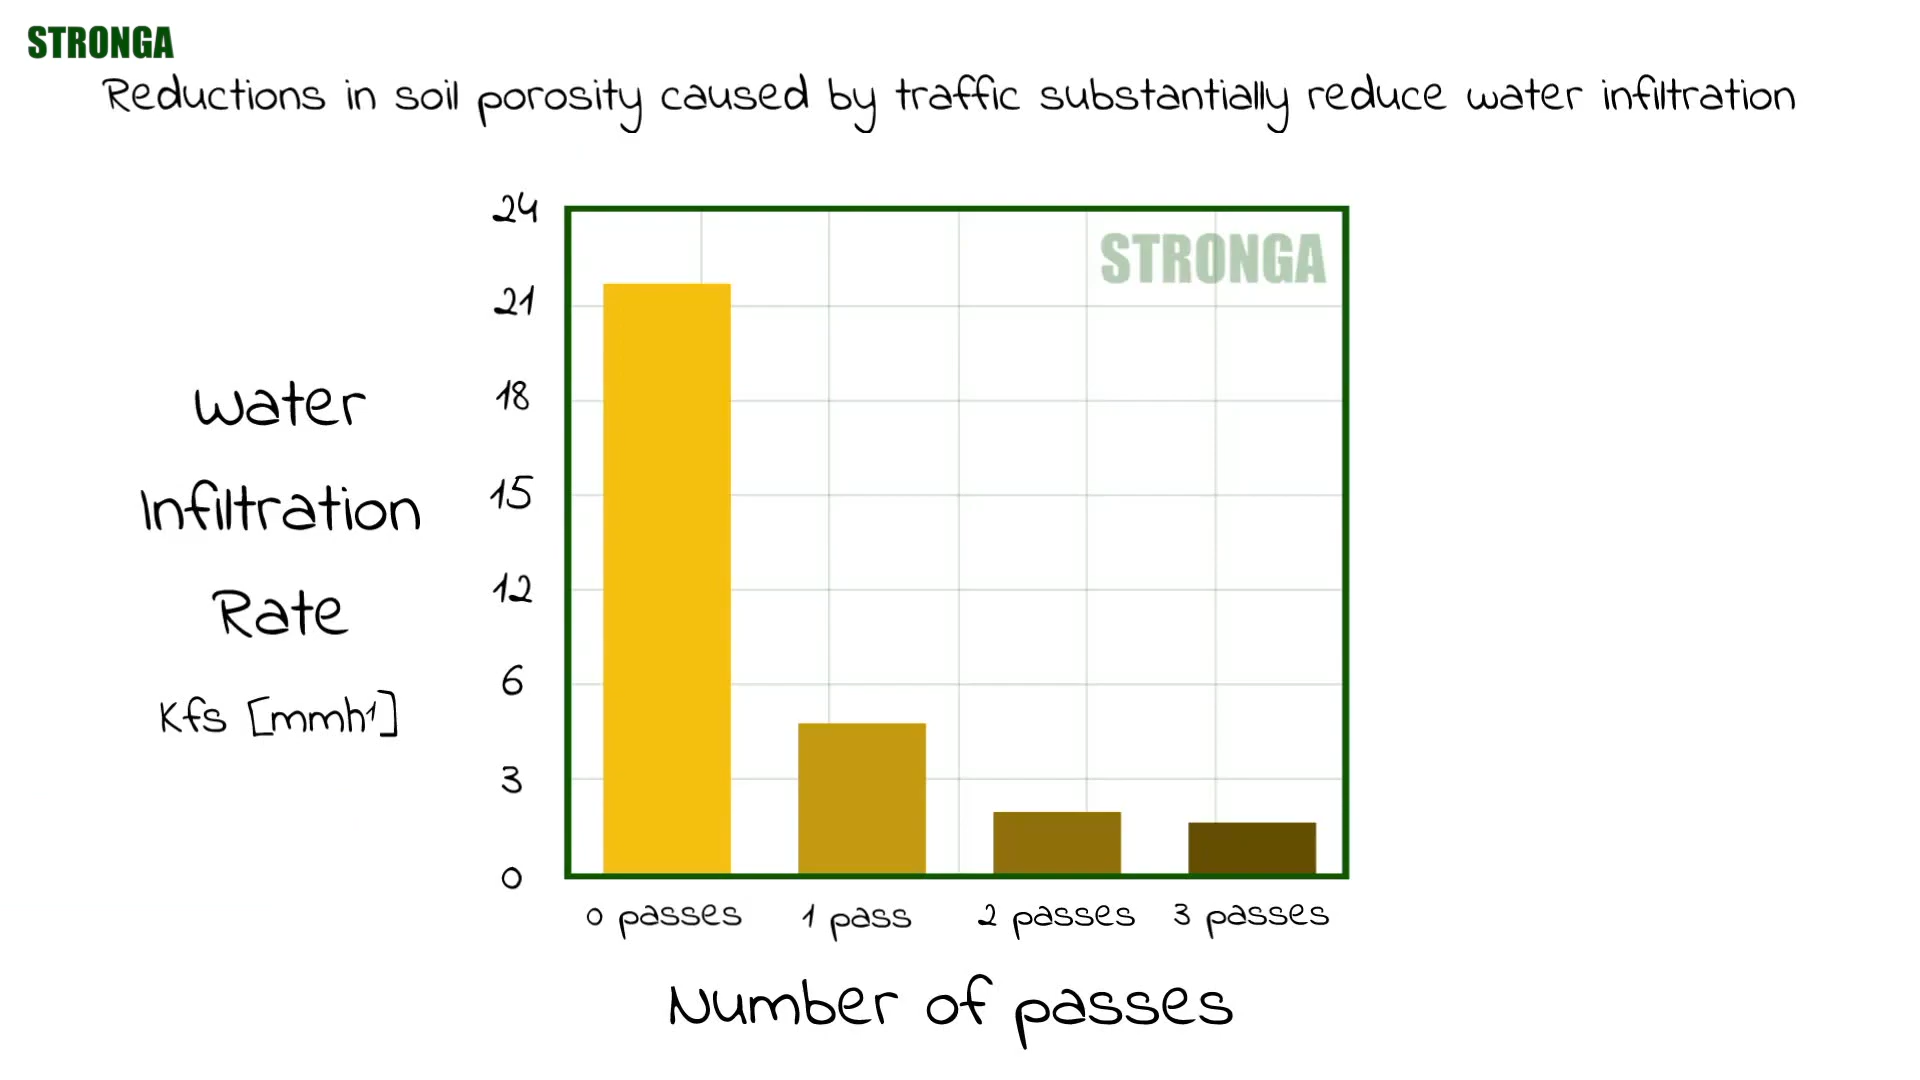 STRONGA
Reductions in soil porosity caused by traffic substantially reduce water infiltration
24
STRONGA
21
18
15
12
6
3
0
Water
Infiltration
Rate
Kfs [mmh¹]
0 passes 1 pass 2 passes 3 passes
Number of passes